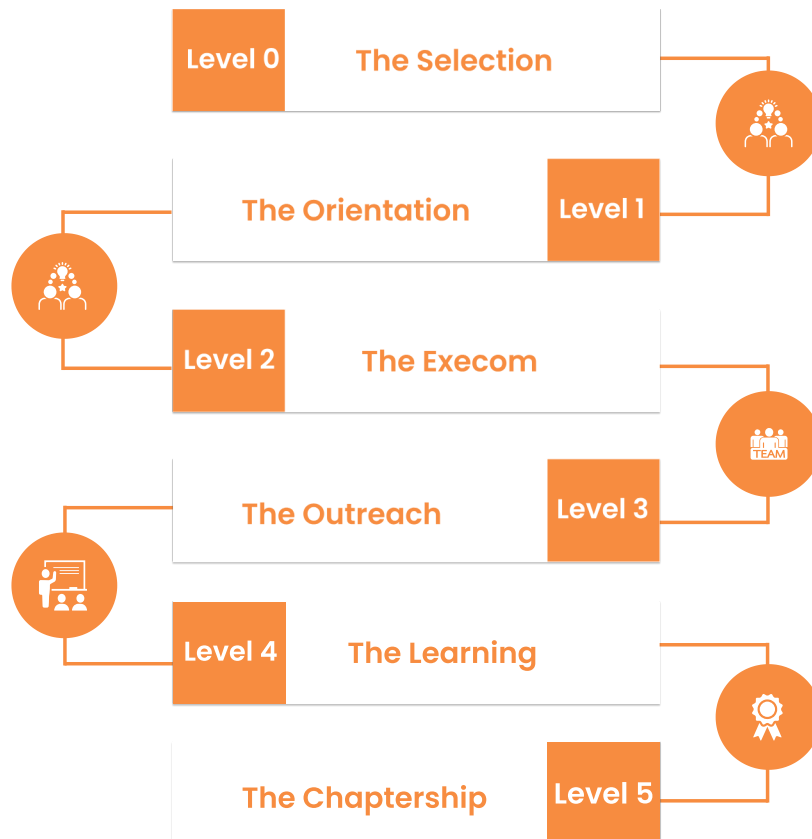 Level 0 The Selection
The Orientation Level 1
Level 2 The Execom
TEAM
The Outreach Level 3
Level 4 The Learning
The Chaptership Level 5